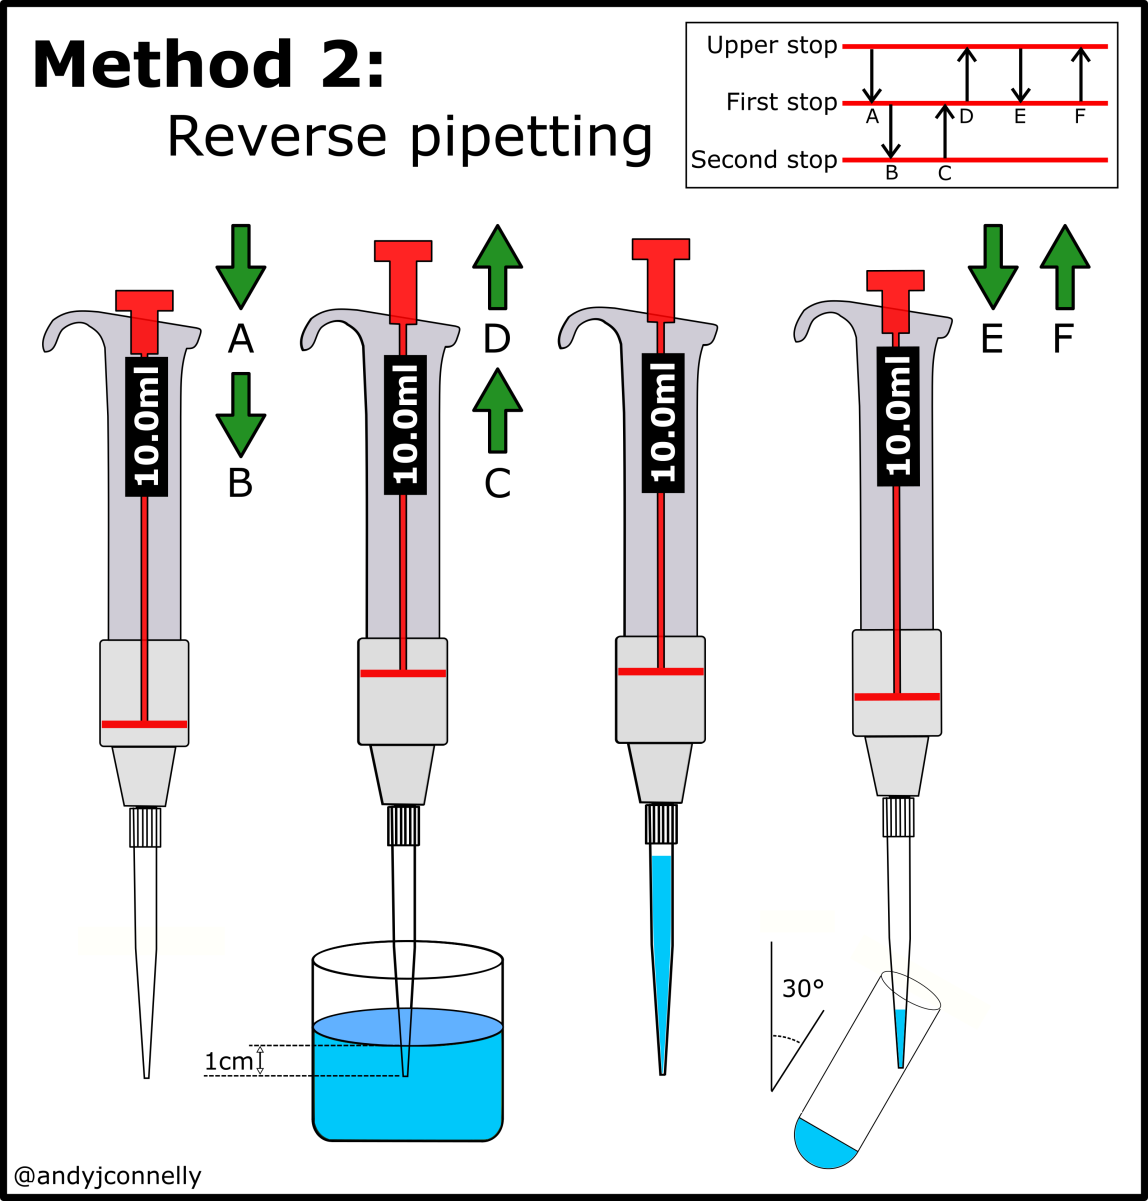 Method 2:
Reverse pipetting
Upper stop
First stop
A D E F
Second stop
B C
A
D
E F
B
C
10.0ml
10.0ml
10.0ml
10.0ml
30°
1cm
@andyjconnelly